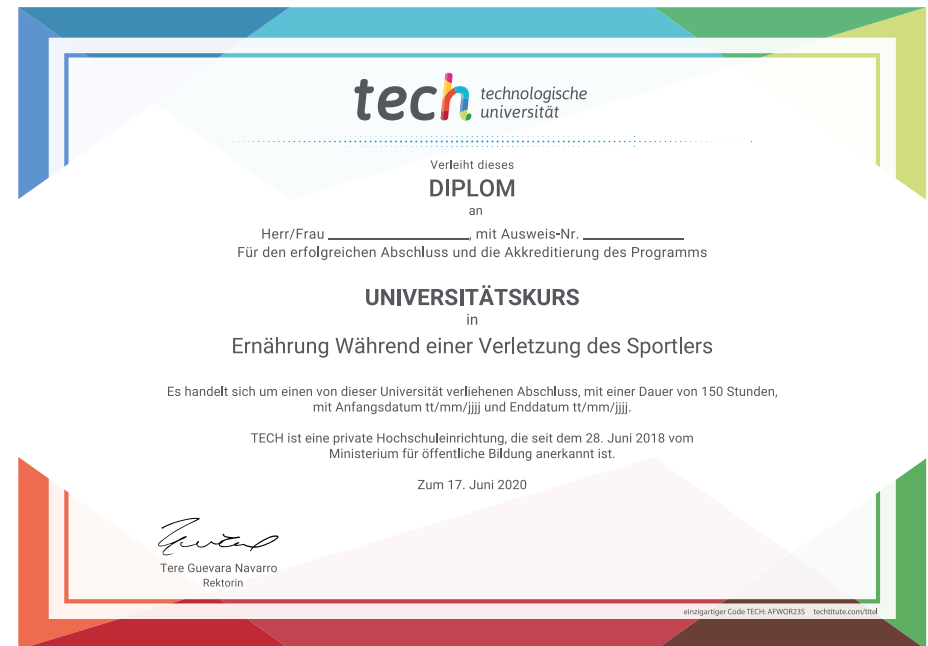 tech technologische
universität
Verleiht dieses
DIPLOM
an
Herr/Frau ____________________, mit Ausweis-Nr. ______________
Für den erfolgreichen Abschluss und die Akkreditierung des Programms
UNIVERSITÄTSKURS
in
Ernährung Während einer Verletzung des Sportlers
Es handelt sich um einen von dieser Universität verliehenen Abschluss, mit einer Dauer von 150 Stunden,
mit Anfangsdatum tt/mm/jjjj und Enddatum tt/mm/jjjj.
TECH ist eine private Hochschuleinrichtung, die seit dem 28. Juni 2018 vom
Ministerium für öffentliche Bildung anerkannt ist.
Zum 17. Juni 2020
Tere Guevara Navarro
Rektorin
einzigartiger Code TECH: AFWOR23S techtitute.com/titel